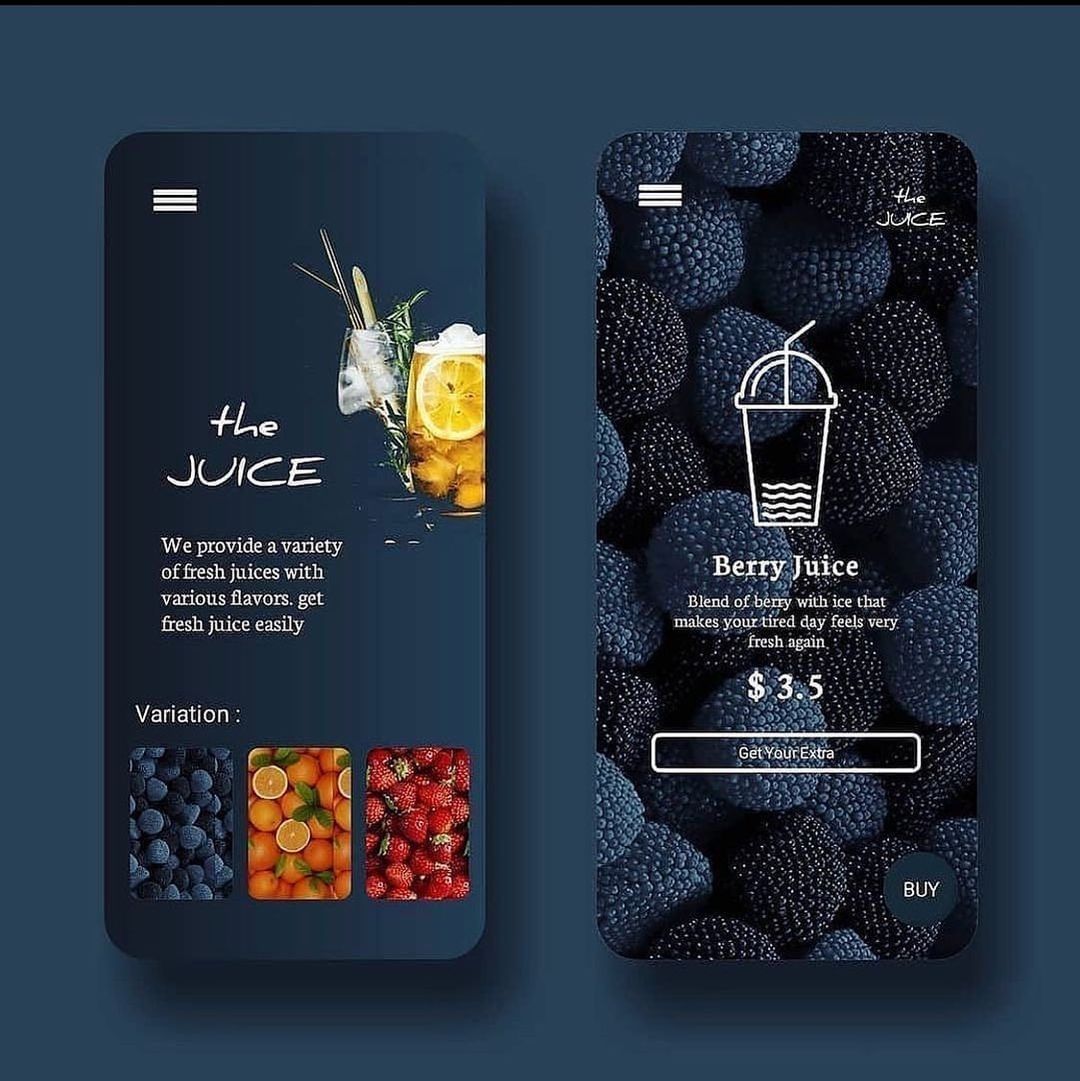 the
JUICE
We provide a variety
of fresh juices with
various flavors. get
fresh juice easily
Variation :
the
JUICE
Berry Juice
Blend of berry with ice that
makes your tired day feels very
fresh again
$ 3.5
Get Your Extra
BUY